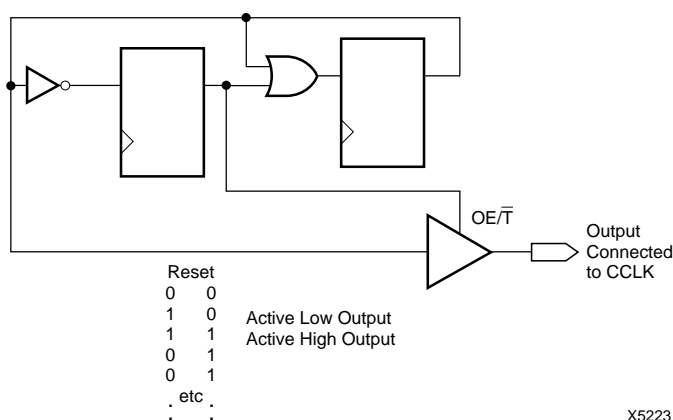 OE/T̅
Output
Connected
to CCLK
Reset
0 0
1 0
1 1
0 1
0 1
. etc .
. .
Active Low Output
Active High Output
X5223